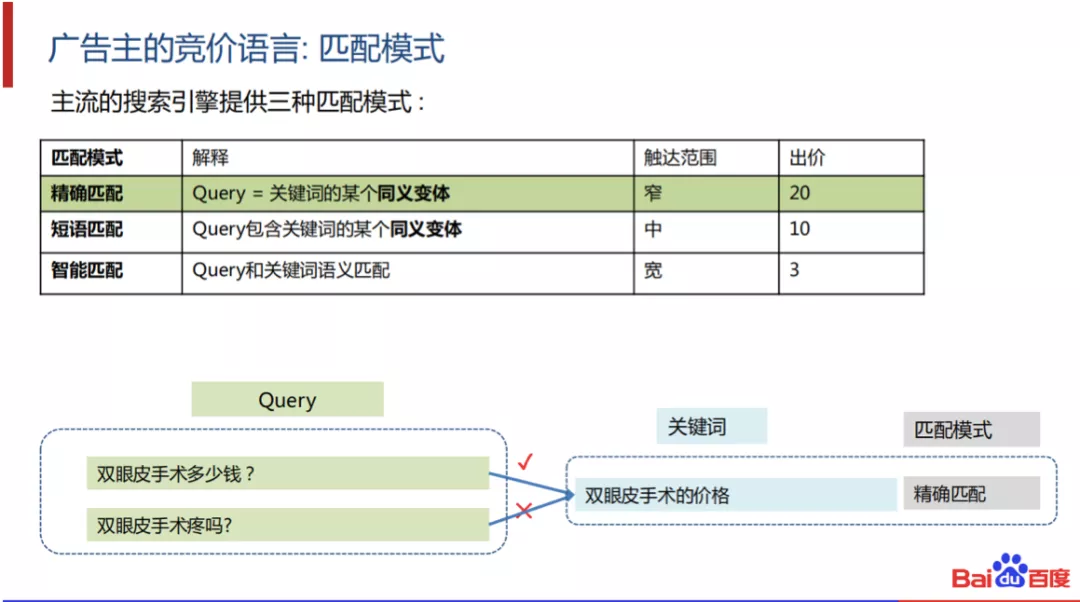 广告主的竞价语言: 匹配模式
主流的搜索引擎提供三种匹配模式：
匹配模式 解释 触达范围 出价
精确匹配 Query = 关键词的某个同义变体 窄 20
短语匹配 Query包含关键词的某个同义变体 中 10
智能匹配 Query和关键词语义匹配 宽 3
Query
关键词
匹配模式
双眼皮手术多少钱？
双眼皮手术疼吗?
双眼皮手术的价格
精确匹配
Bai du 百度